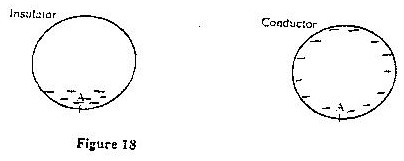 Insulator
Conductor
A
A
Figure 18